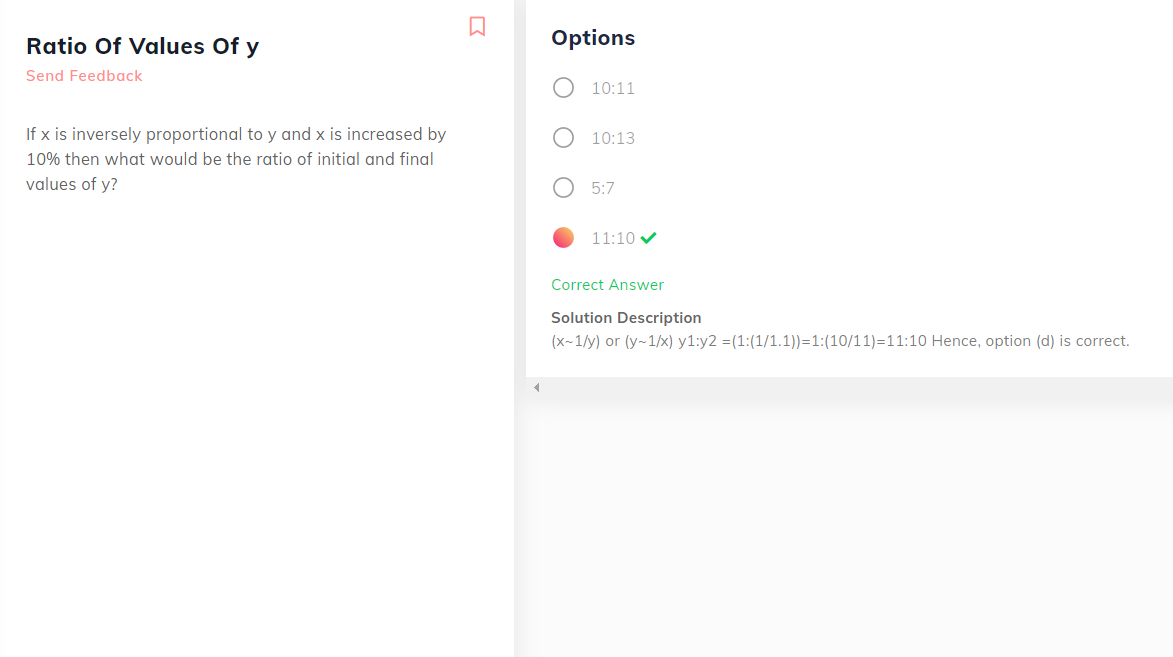 Ratio Of Values Of y
Send Feedback
If x is inversely proportional to y and x is increased by
10% then what would be the ratio of initial and final
values of y?
Options
10:11
10:13
5:7
11:10
Correct Answer
Solution Description
(x~1/y) or (y~1/x) y1:y2 =(1:(1/1.1))=1:(10/11)=11:10 Hence, option (d) is correct.